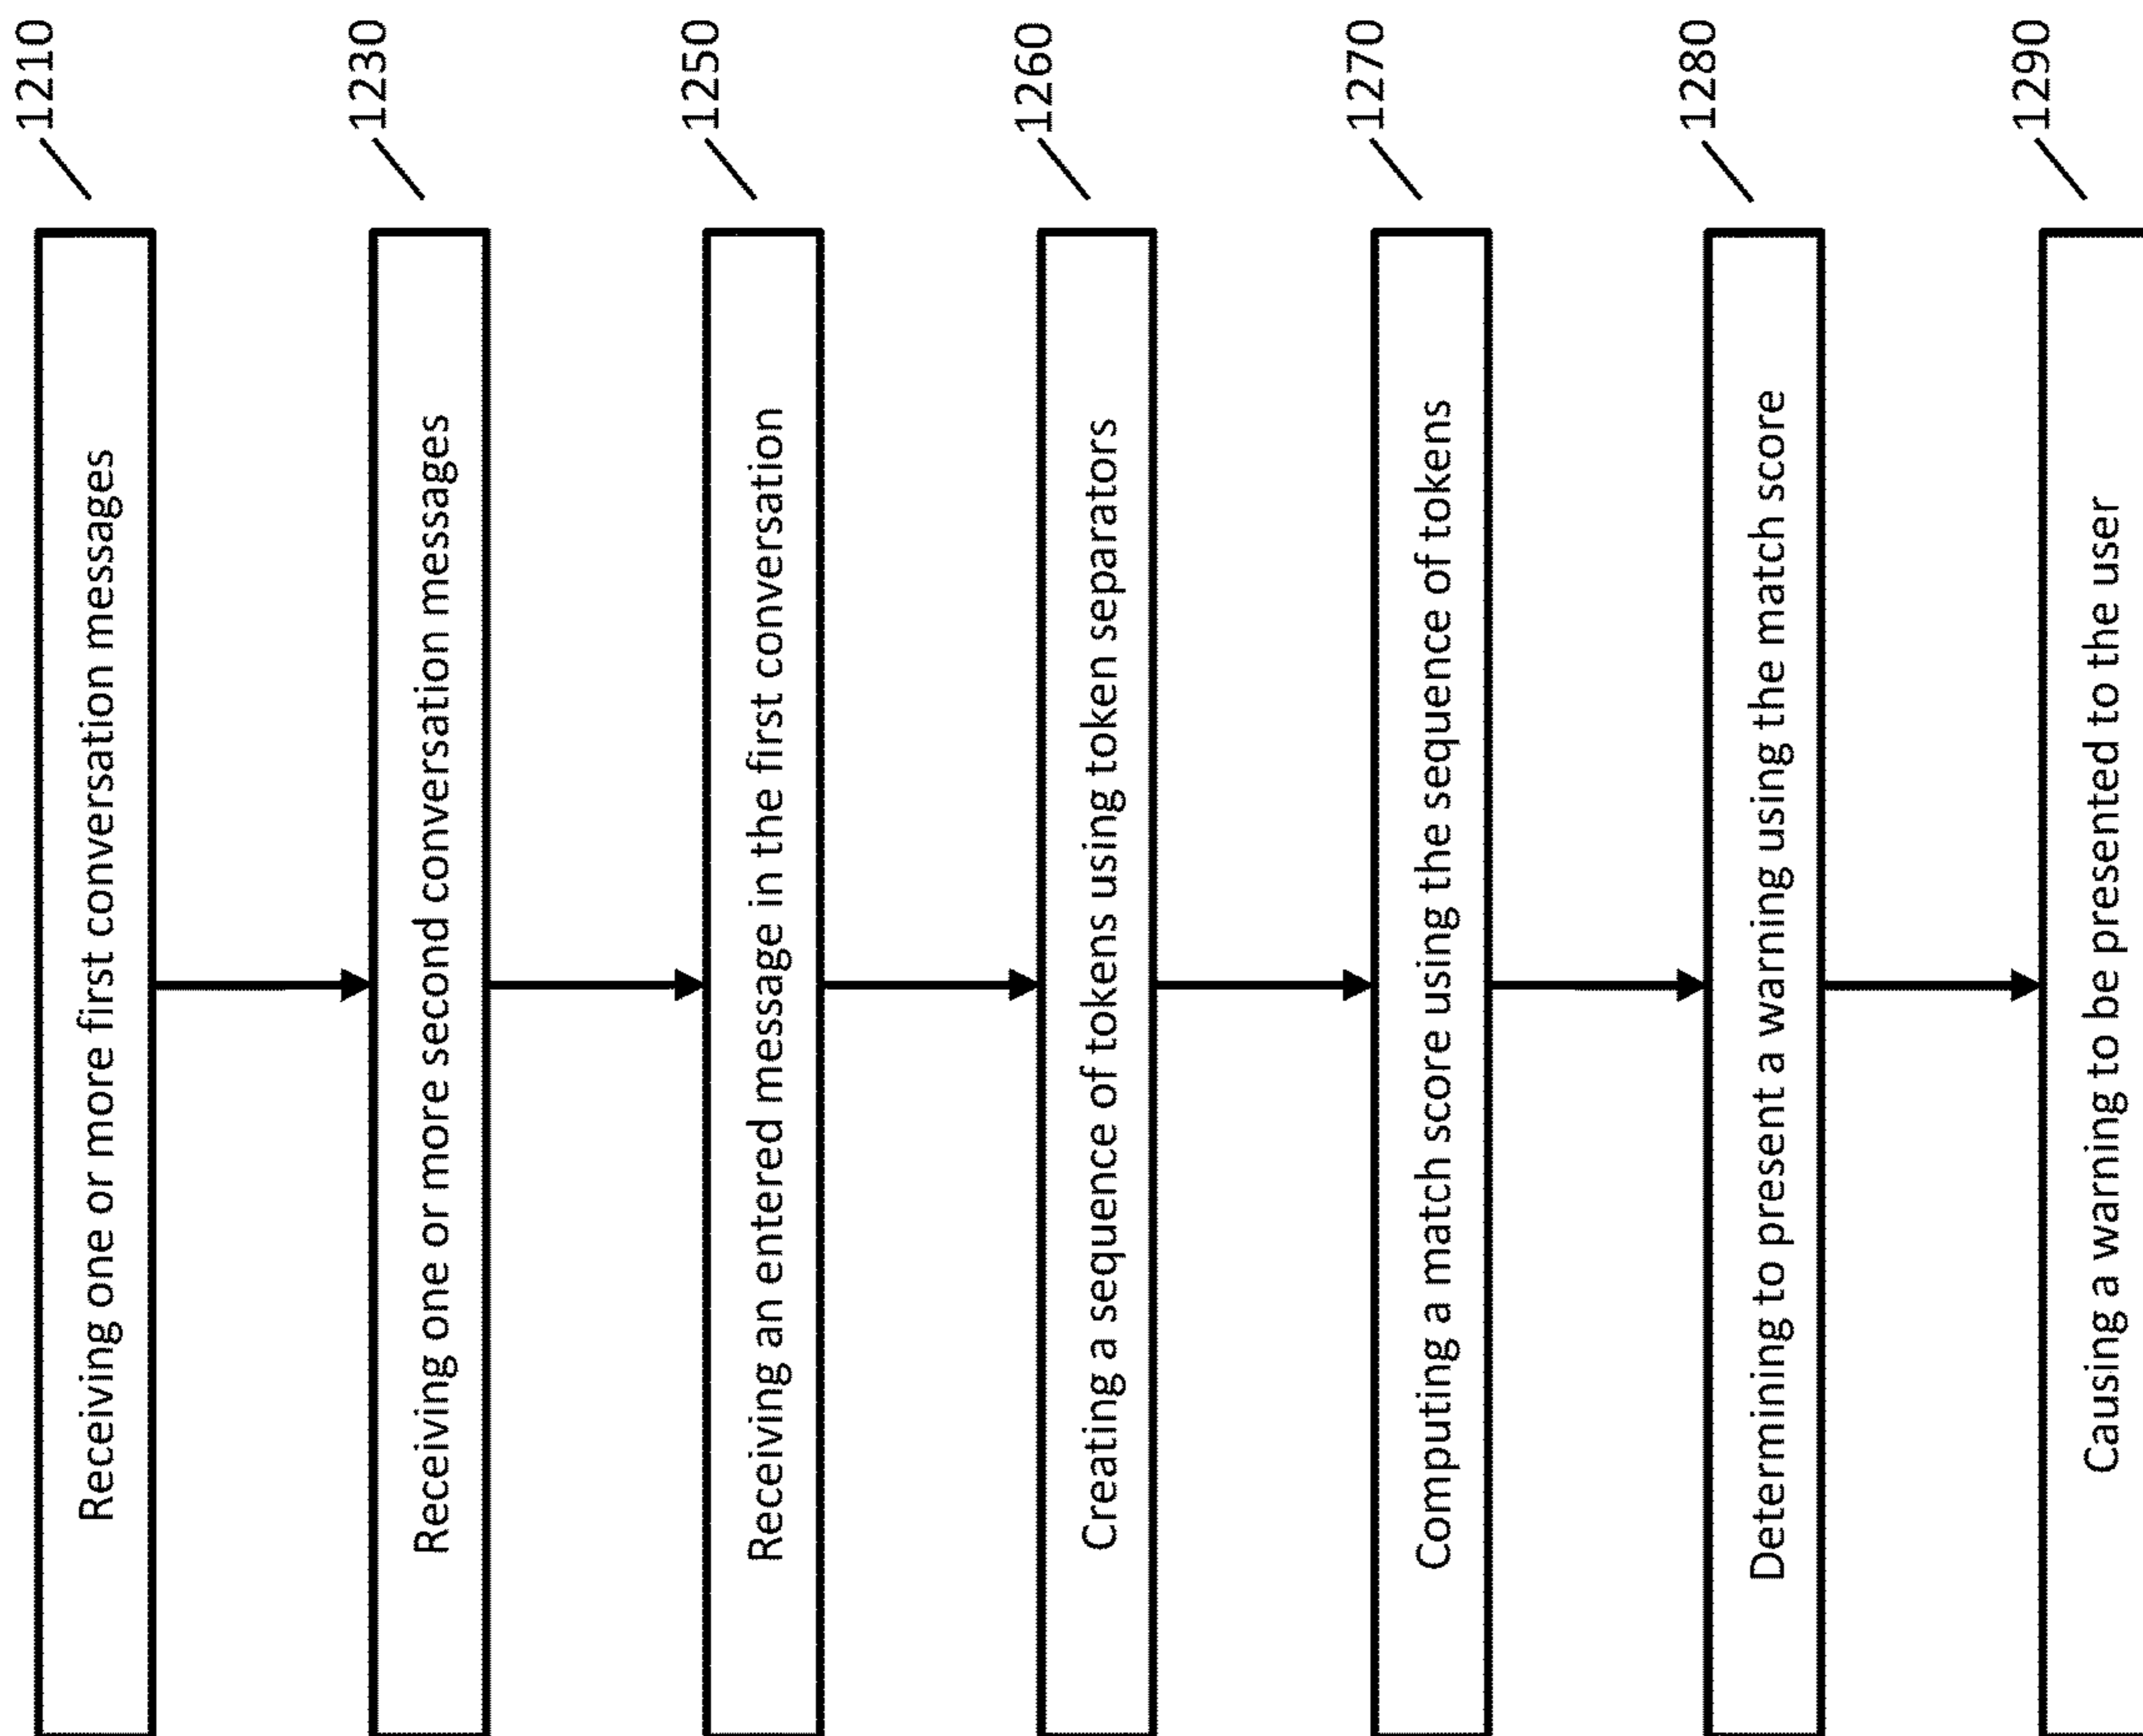 Receiving one or more first conversation messages
1210
Receiving one or more second conversation messages
1230
Receiving an entered message in the first conversation
1250
Creating a sequence of tokens using token separators
1260
Computing a match score using the sequence of tokens
1270
Determining to present a warning using the match score
1280
Causing a warning to be presented to the user
1290